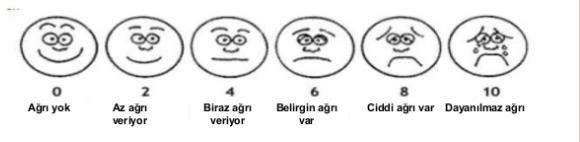 0 2 4 6 8 10
Ağrı yok Az ağrı Biraz ağrı Belirgin ağrı Ciddi ağrı var Dayanılmaz ağrı
veriyor veriyor var